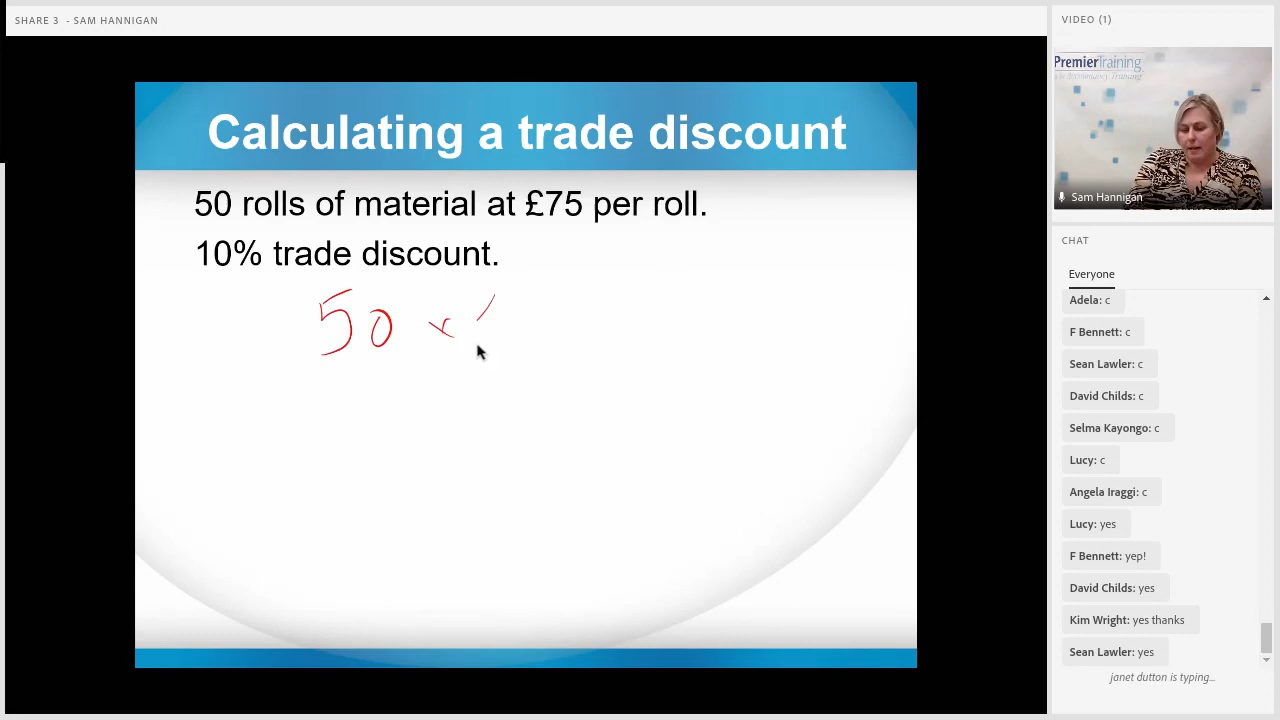 SHARE 3 - SAM HANNIGAN
Calculating a trade discount
50 rolls of material at £75 per roll.
10% trade discount.
50 x
VIDEO (1)
PremierTraining
Sam Hannigan
CHAT
Everyone
Adela: c
F Bennett: c
Sean Lawler: c
David Childs: c
Selma Kayongo: c
Lucy: c
Angela Iraggi: c
Lucy: yes
F Bennett: yep!
David Childs: yes
Kim Wright: yes thanks
Sean Lawler: yes
janet dutton is typing...